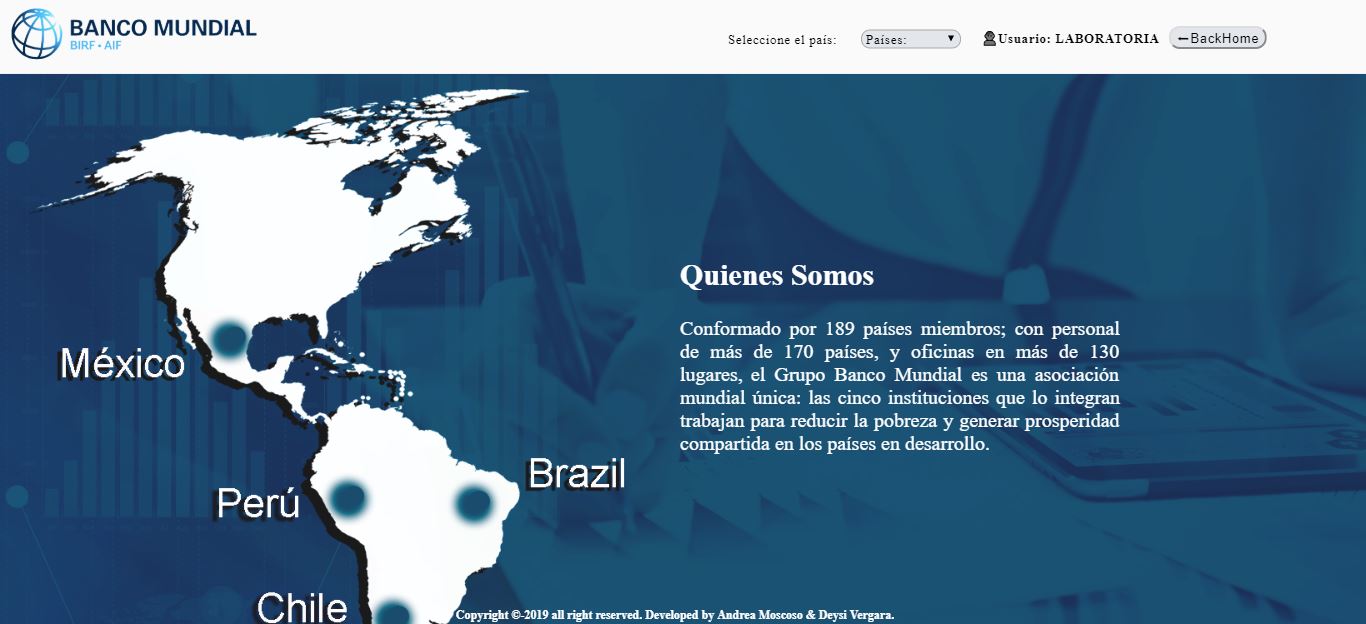 BANCO MUNDIAL
BIRF • AIF
Seleccione el país:
Países:
Usuario: LABORATORIA
←BackHome
Quienes Somos
Conformado por 189 países miembros; con personal
de más de 170 países, y oficinas en más de 130
lugares, el Grupo Banco Mundial es una asociación
mundial única: las cinco instituciones que lo integran
trabajan para reducir la pobreza y generar prosperidad
compartida en los países en desarrollo.
México
Brazil
Perú
Chile
Copyright ©-2019 all right reserved. Developed by Andrea Moscoso & Deysi Vergara.